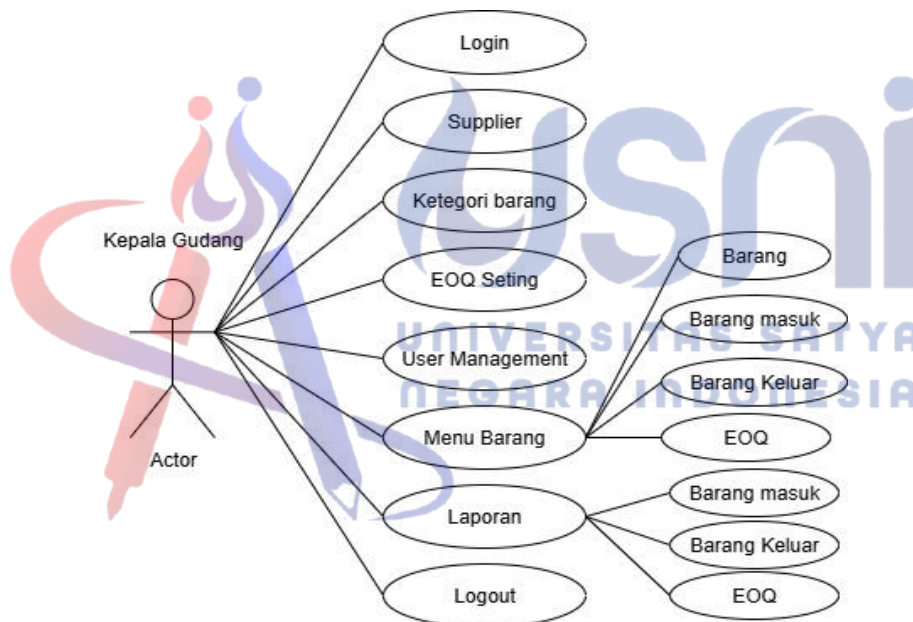 Login
Supplier
Ketegori barang
Kepala Gudang
EOQ Seting
User Management
Menu Barang
Actor
Laporan
Logout
Barang
Barang masuk
Barang Keluar
EOQ
Barang masuk
Barang Keluar
EOQ
usni
UNIVERSITAS SATYA
NEGARA INDONESIA